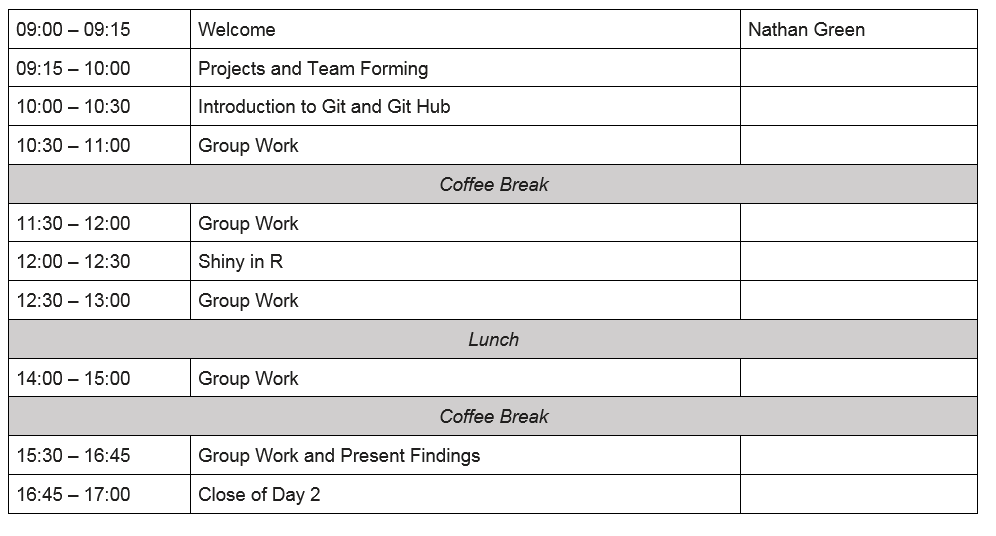 09:00 – 09:15 Welcome Nathan Green
09:15 – 10:00 Projects and Team Forming
10:00 – 10:30 Introduction to Git and Git Hub
10:30 – 11:00 Group Work
Coffee Break
11:30 – 12:00 Group Work
12:00 – 12:30 Shiny in R
12:30 – 13:00 Group Work
Lunch
14:00 – 15:00 Group Work
Coffee Break
15:30 – 16:45 Group Work and Present Findings
16:45 – 17:00 Close of Day 2